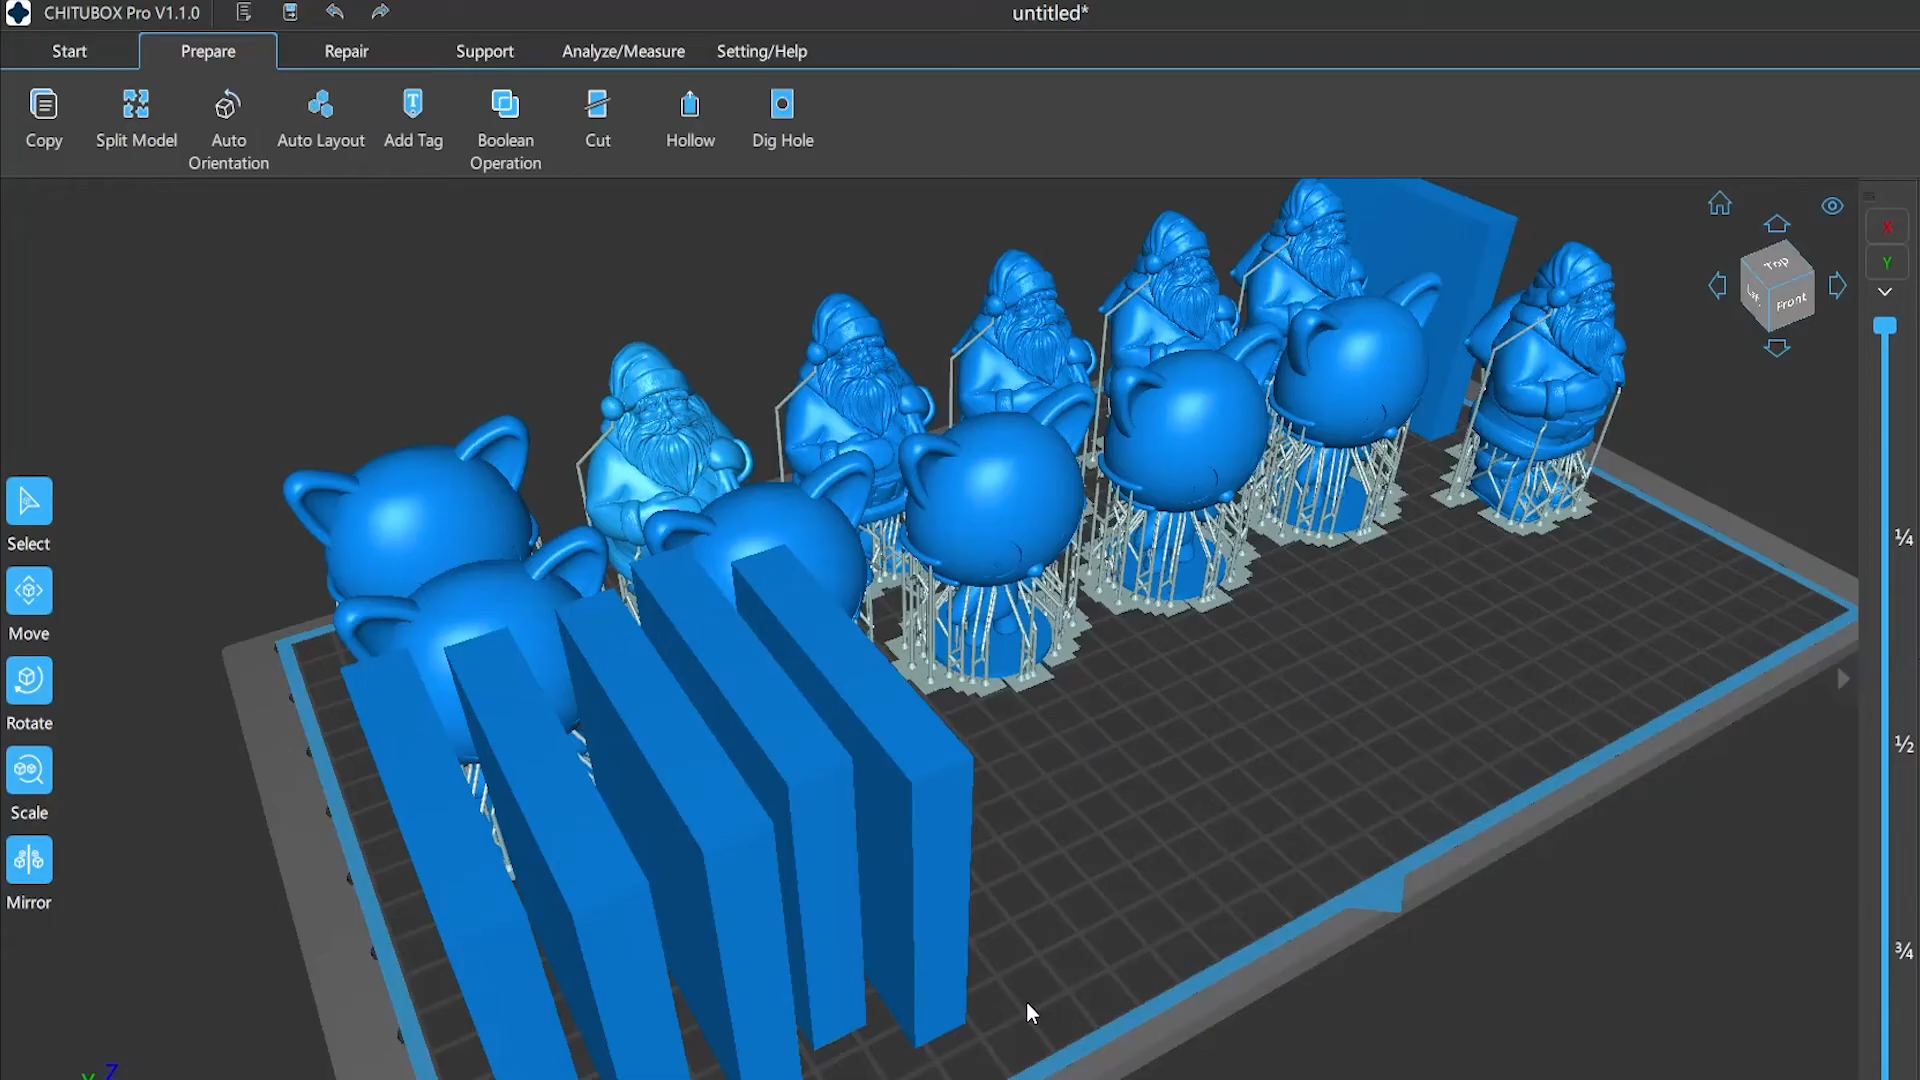 CHITUBOX Pro V1.1.0
untitled*
Start
Prepare
Repair
Support
Analyze/Measure
Setting/Help
Copy
Split Model
Auto
Orientation
Auto Layout
Add Tag
Boolean
Operation
Cut
Hollow
Dig Hole
X
Y
Top
Front
Select
Move
Rotate
Scale
Mirror
1/4
1/2
3/4
Y Z